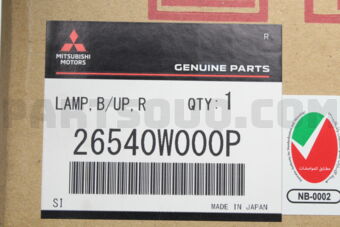 R
MITSUBISHI
MOTORS
GENUINE PARTS
LAMP, B/UP, R QTY: 1
26540W000P
SI
MADE IN JAPAN
NB-0002
PARTSOUQ.COM